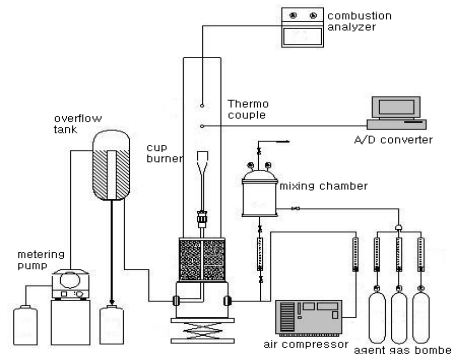 combustion
analyzer
Thermo
couple
A/D converter
overflow
tank
cup
burner
mixing chamber
metering
pump
air compressor
agent gas bombe